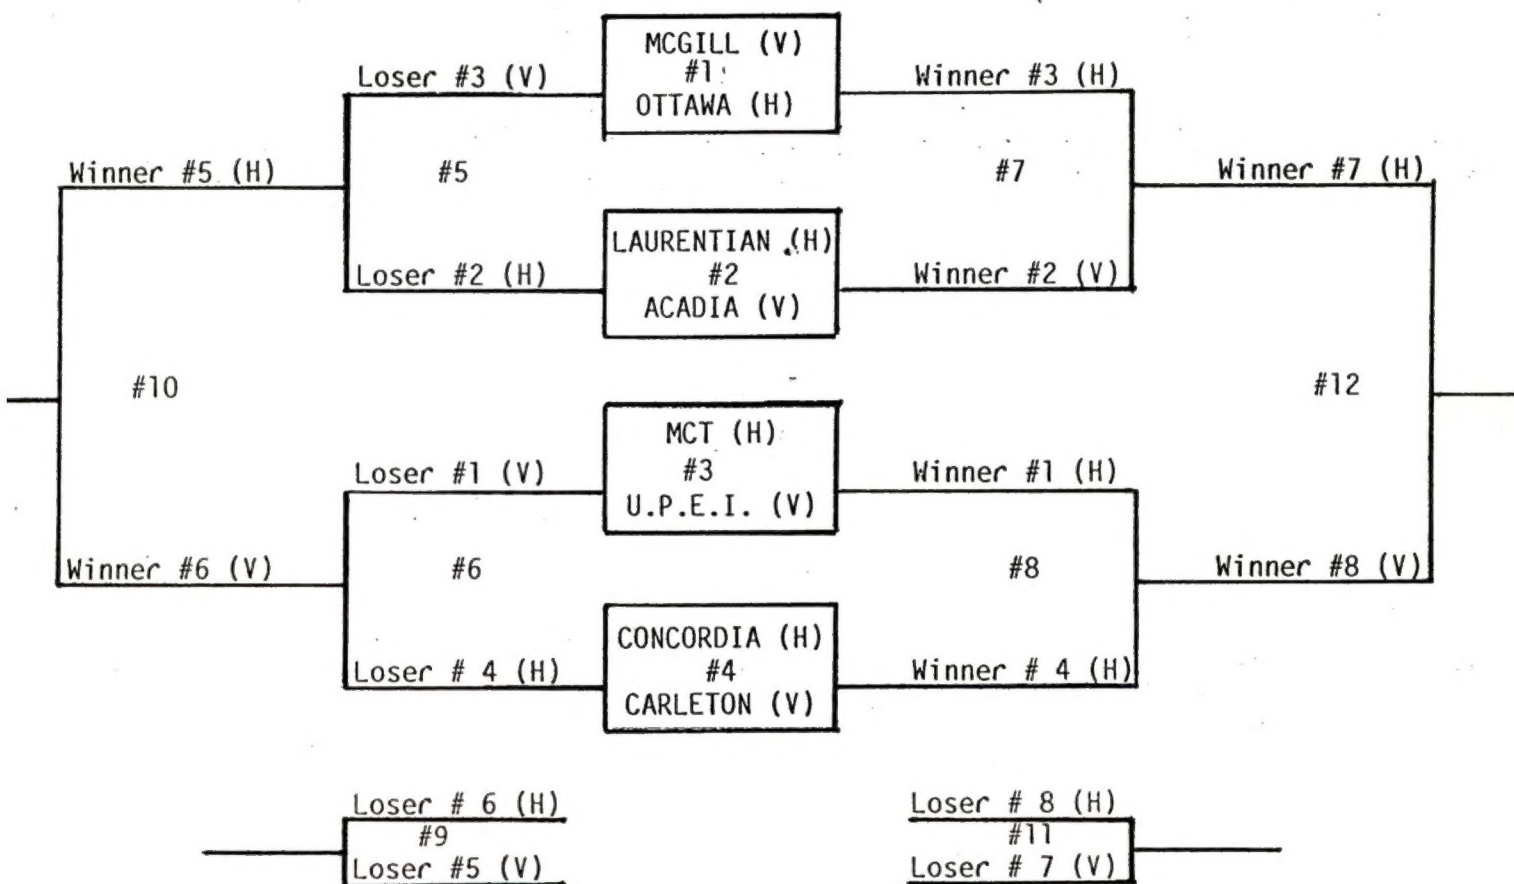 MCGILL (V)
Loser #3 (V)
#1
Winner #3 (H)
OTTAWA (H)
Winner #5 (H)
#5
#7
Winner #7 (H)
LAURENTIAN (H)
Loser #2 (H)
#2
Winner #2 (V)
ACADIA (V)
#10
#12
MCT (H)
Loser #1 (V)
#3
Winner #1 (H)
U.P.E.I. (V)
Winner #6 (V)
#6
#8
Winner #8 (V)
CONCORDIA (H)
Loser # 4 (H)
#4
Winner # 4 (H)
CARLETON (V)
Loser # 6 (H)
#9
Loser #5 (V)
Loser # 8 (H)
#11
Loser # 7 (V)